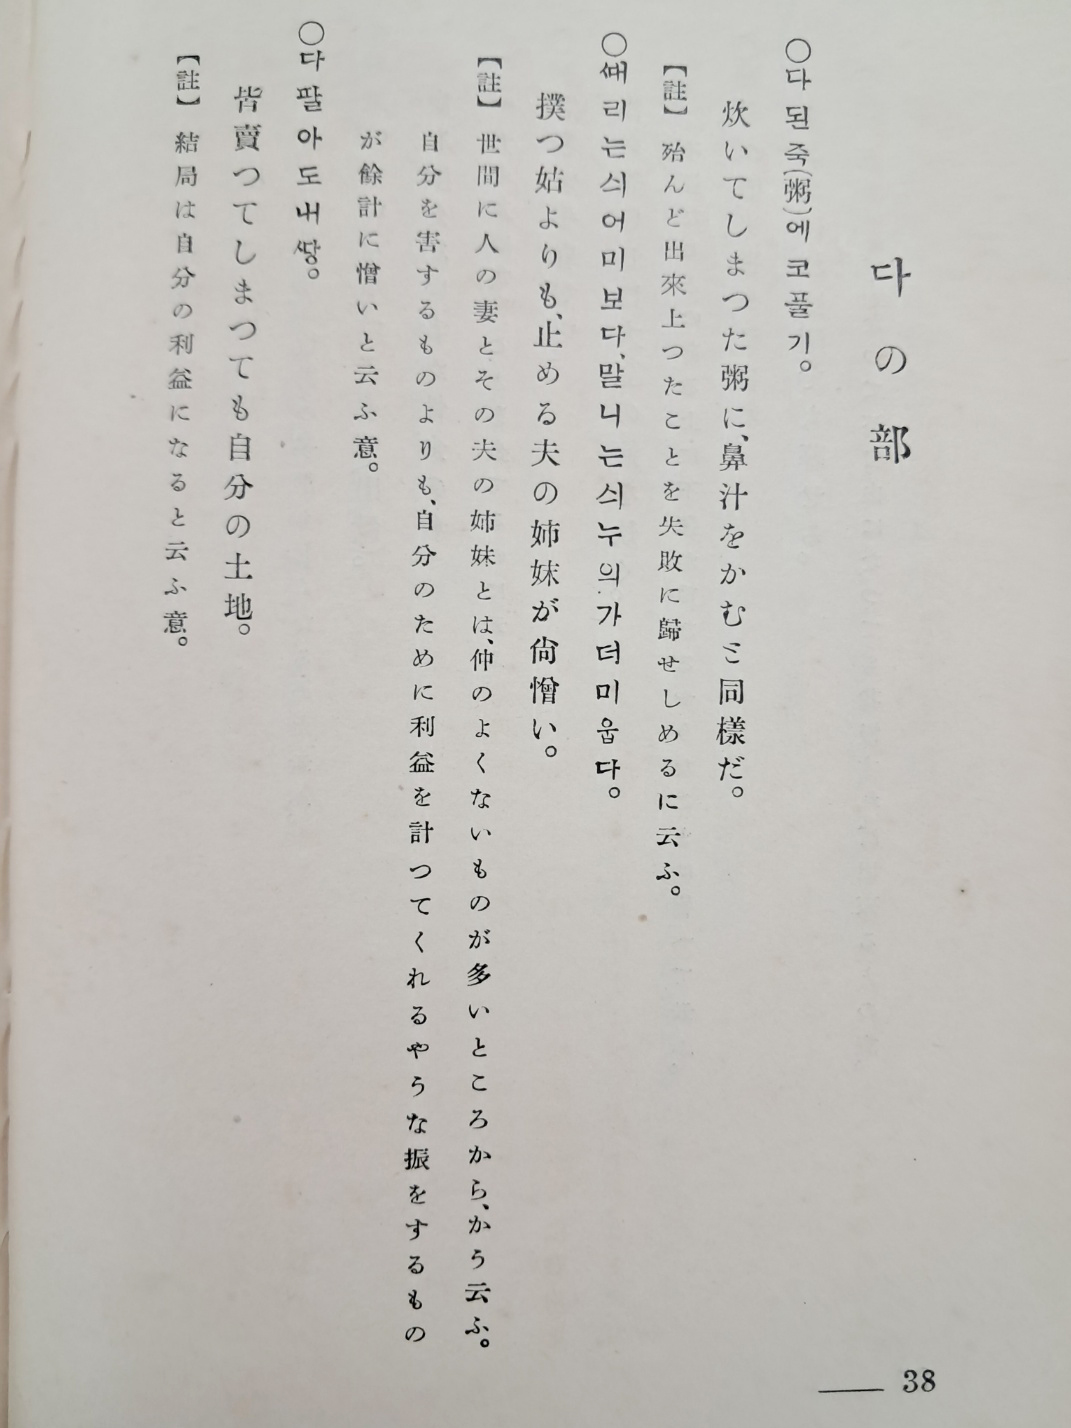 다の部
○다된죽(粥)에코풀기。
炊いてしまつた粥に、鼻汁をかむと同樣だ。
【註】 殆んど出來上つたことを失敗に歸せしめるに云ふ。
○ᄯᅢ리는싀어미보다、말니는싀누의가더미웁다。
撲つ姑よりも、止める夫の姉妹が尙憎い。
【註】 世間に人の妻とその夫の姉妹とは、仲のよくないものが多いところから、かう云ふ。
自分を害するものよりも、自分のために利益を計つてくれるやうな振をするもの
が餘計に憎いと云ふ意。
○다팔아도내ᄯᅡᆼ。
皆賣つてしまつても自分の土地。
【註】 結局は自分の利益になると云ふ意。
38